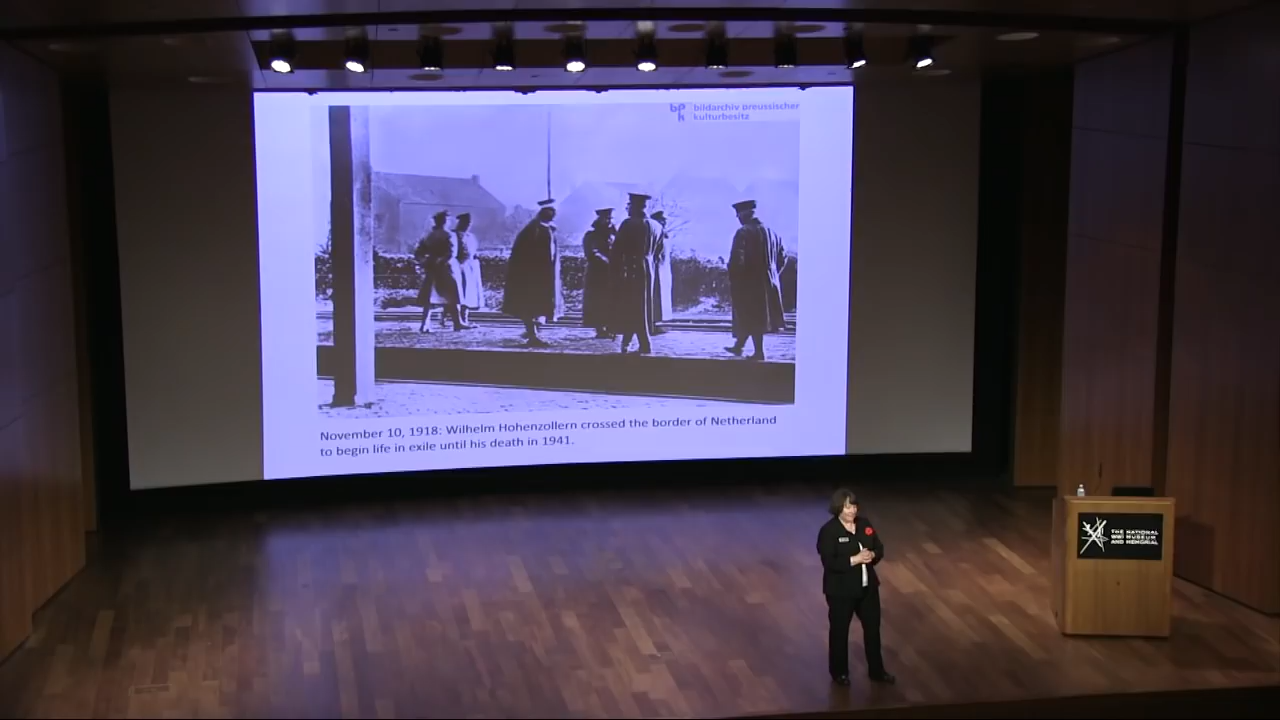 bpk
bildarchiv preussischer
kulturbesitz
November 10, 1918: Wilhelm Hohenzollern crossed the border of Netherland
to begin life in exile until his death in 1941.
THE NATIONAL
WWI MUSEUM
AND MEMORIAL